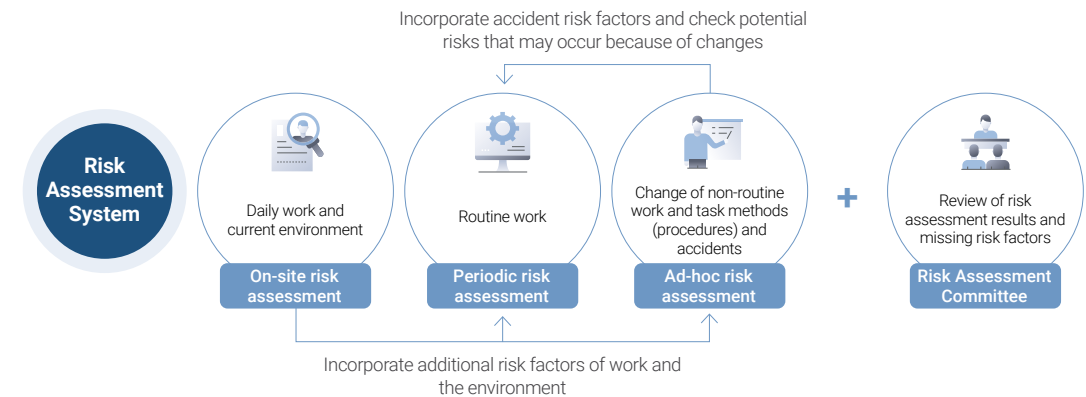 Incorporate accident risk factors and check potential
risks that may occur because of changes
Risk
Assessment
System
Daily work and
current environment
On-site risk
assessment
Routine work
Periodic risk
assessment
Change of non-routine
work and task methods
(procedures) and
accidents
Ad-hoc risk
assessment
+
Review of risk
assessment results and
missing risk factors
Risk Assessment
Committee
Incorporate additional risk factors of work and
the environment